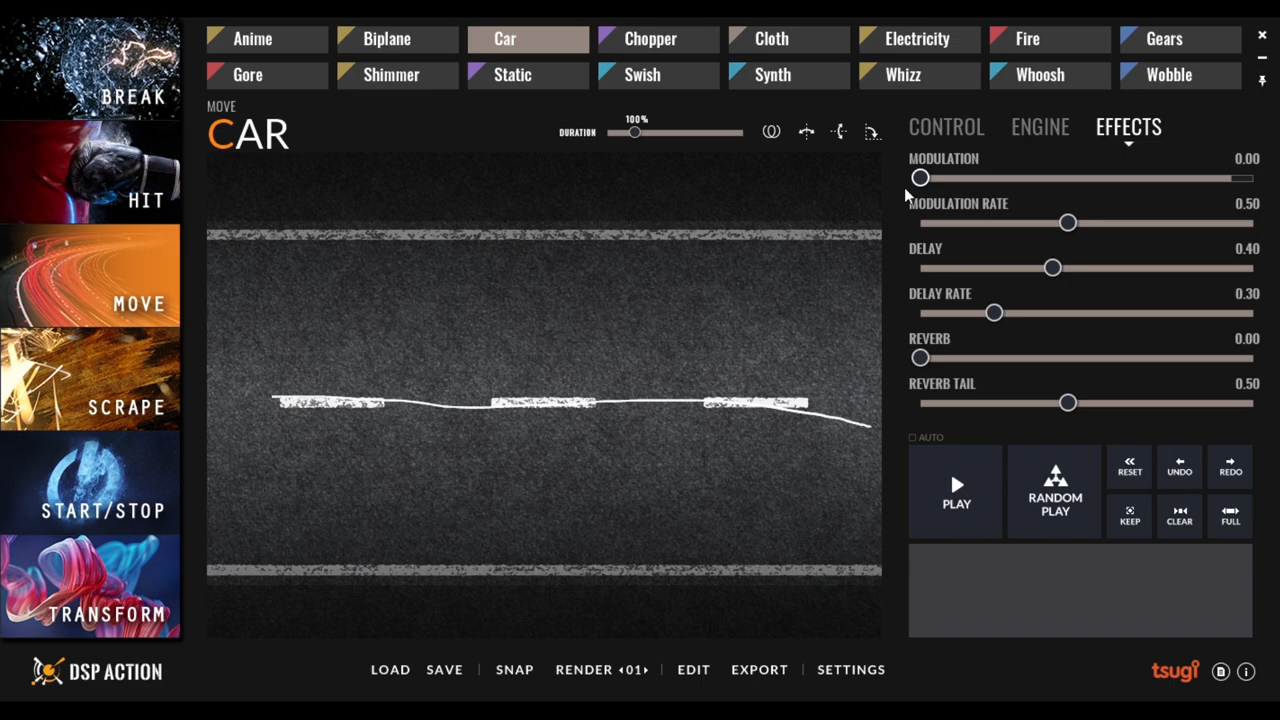 BREAK
HIT
MOVE
SCRAPE
START/STOP
TRANSFORM
Anime
Biplane
Car
Chopper
Cloth
Electricity
Fire
Gears
Gore
Shimmer
Static
Swish
Synth
Whizz
Whoosh
Wobble
MOVE
CAR
DURATION
100%
CONTROL
ENGINE
EFFECTS
MODULATION 0.00
MODULATION RATE 0.50
DELAY 0.40
DELAY RATE 0.30
REVERB 0.00
REVERB TAIL 0.50
AUTO
PLAY
RANDOM
PLAY
RESET
UNDO
REDO
KEEP
CLEAR
FULL
DSP ACTION
LOAD
SAVE
SNAP
RENDER 01
EDIT
EXPORT
SETTINGS
tsugi